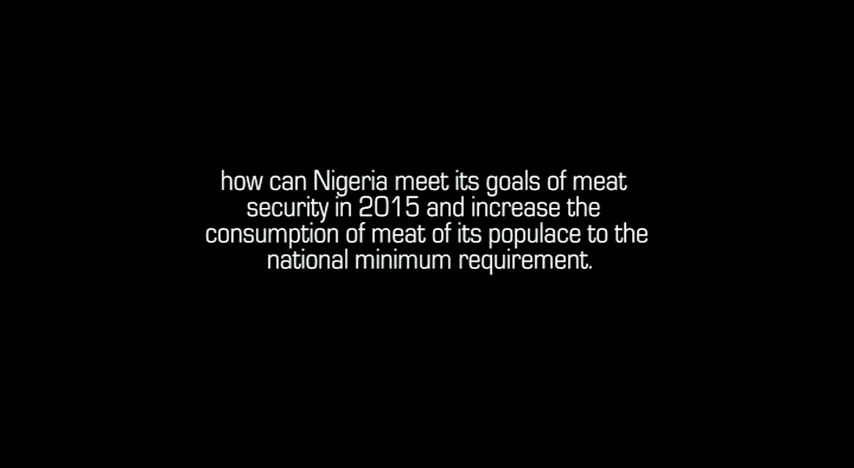 how can Nigeria meet its goals of meat
security in 2015 and increase the
consumption of meat of its populace to the
national minimum requirement.